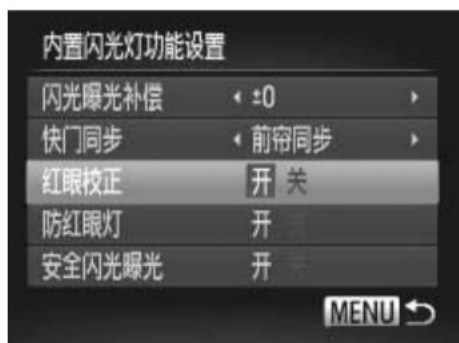 内置闪光灯功能设置
闪光曝光补偿 ±0
快门同步 前帘同步
红眼校正 开 关
防红眼灯 开 关
安全闪光曝光 开 关
MENU